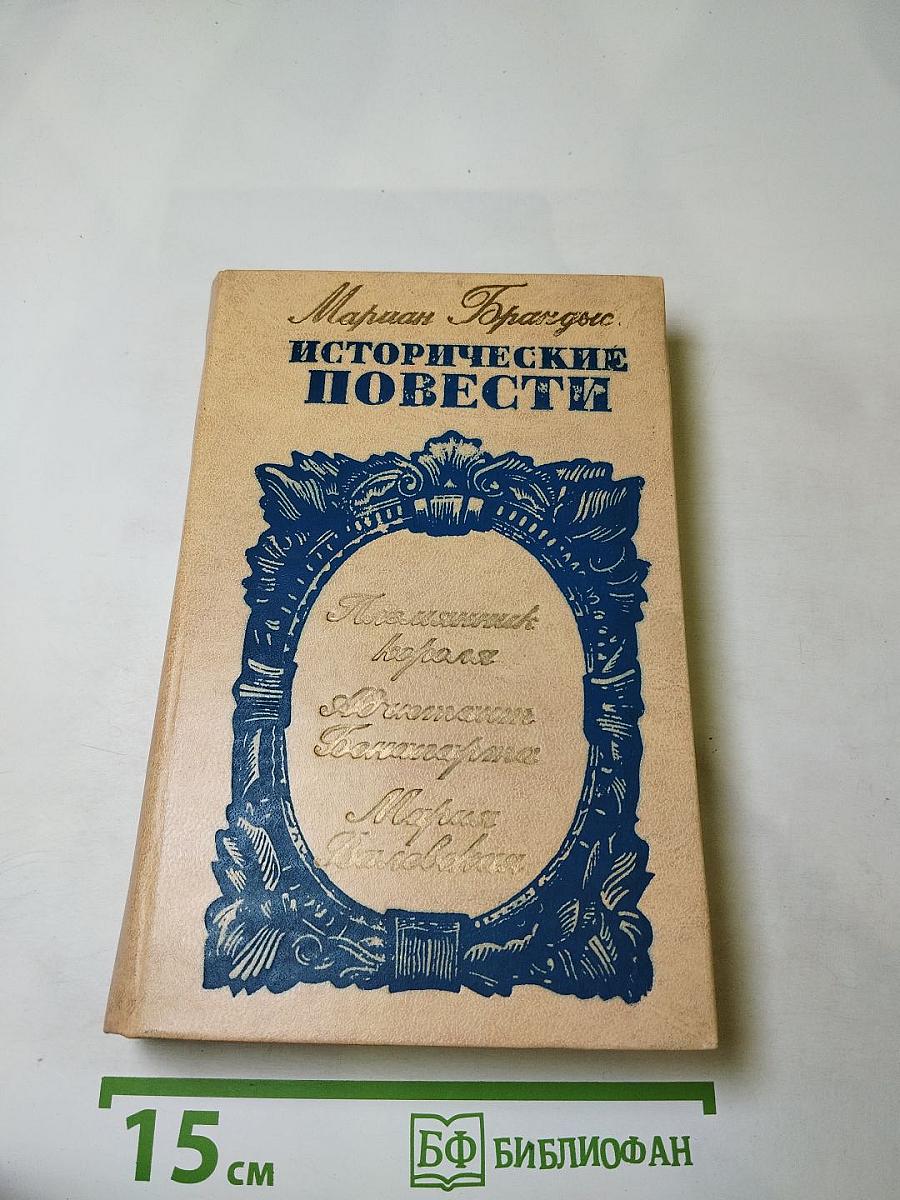 Мариан Брандыс
ИСТОРИЧЕСКИЕ
ПОВЕСТИ
Племянник
короля
Адъютант
Бонапарта
Мария
Валевская
15 см
БФ БИБЛИОФАН